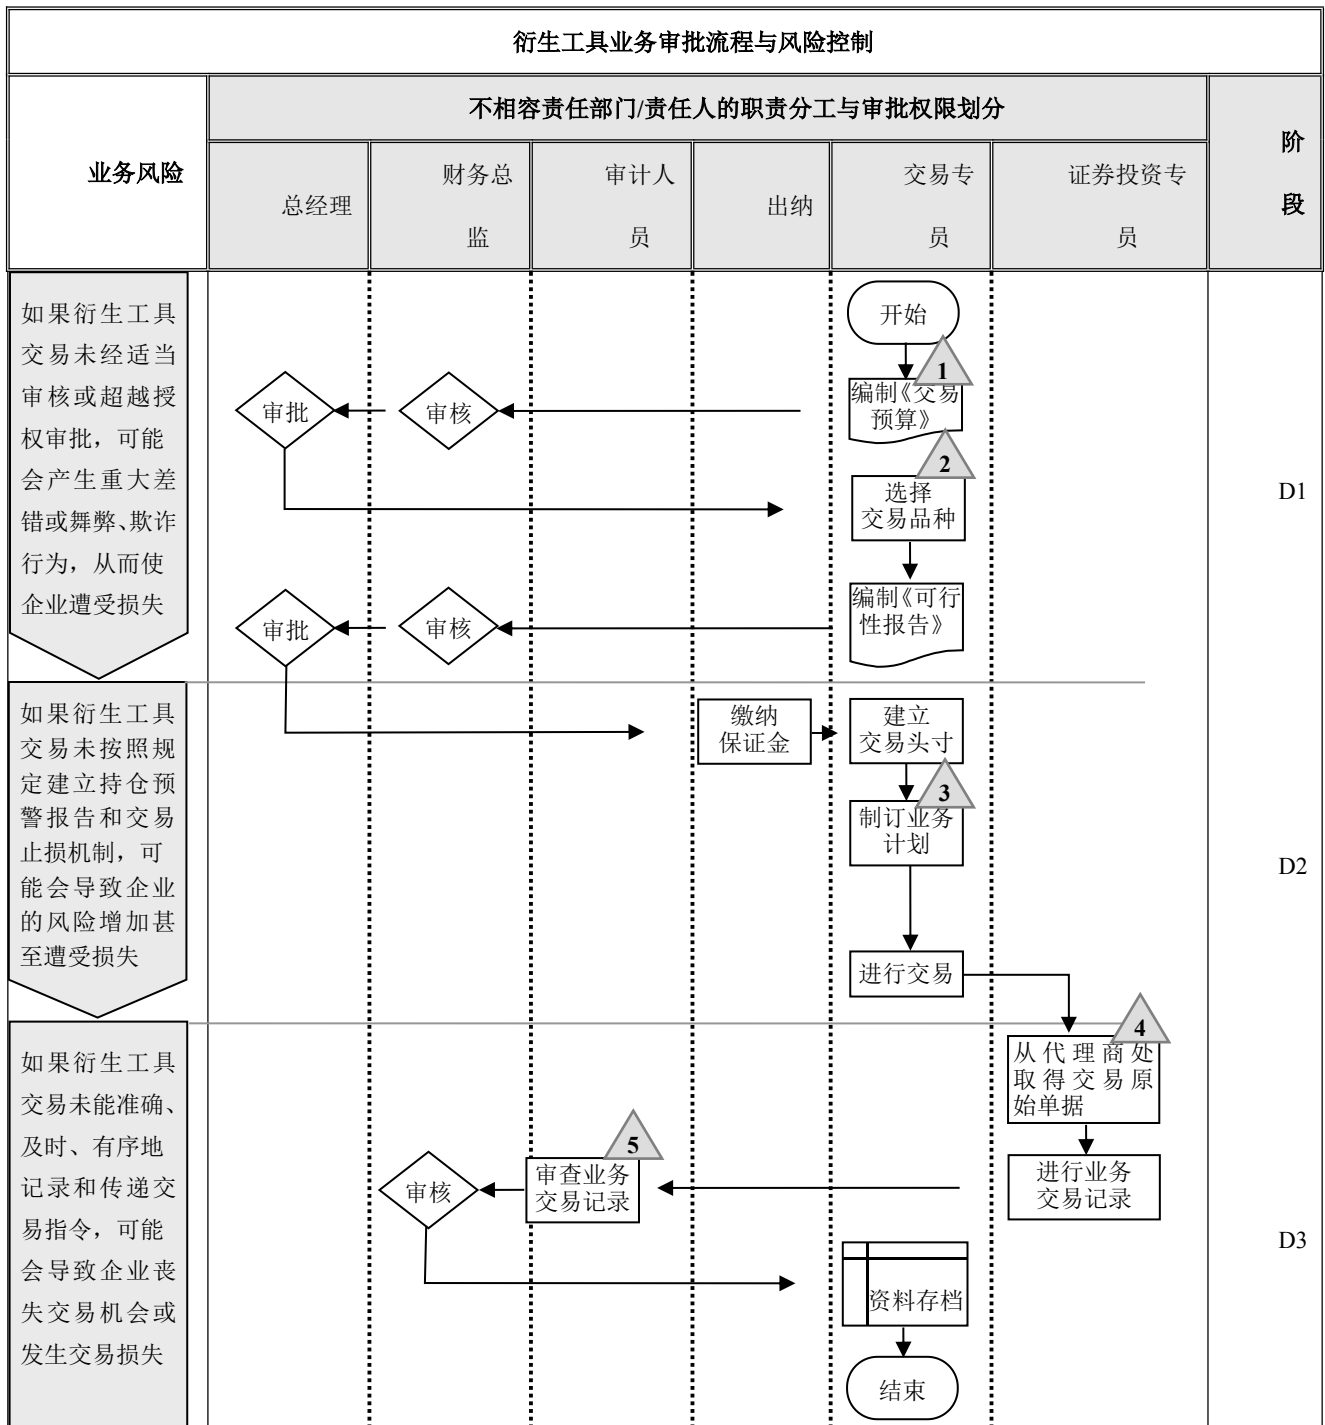 衍生工具业务审批流程与风险控制
业务风险
不相容责任部门/责任人的职责分工与审批权限划分
阶
段
总经理
财务总
监
审计人
员
出纳
交易专
员
证券投资专
员
如果衍生工具
交易未经适当
审核或超越授
权审批，可能
会产生重大差
错或舞弊、欺诈
行为，从而使
企业遭受损失
开始
1
编制《交易
预算》
审核
审批
2
选择
交易品种
编制《可行
性报告》
审核
审批
D1
如果衍生工具
交易未按照规
定建立持仓预
警报告和交易
止损机制，可
能会导致企业
的风险增加甚
至遭受损失
缴纳
保证金
建立
交易头寸
3
制订业务
计划
进行交易
D2
如果衍生工具
交易未能准确、
及时、有序地
记录和传递交
易指令，可能
会导致企业丧
失交易机会或
发生交易损失
4
从代理商处
取得交易原
始单据
进行业务
交易记录
5
审查业务
交易记录
审核
资料存档
结束
D3